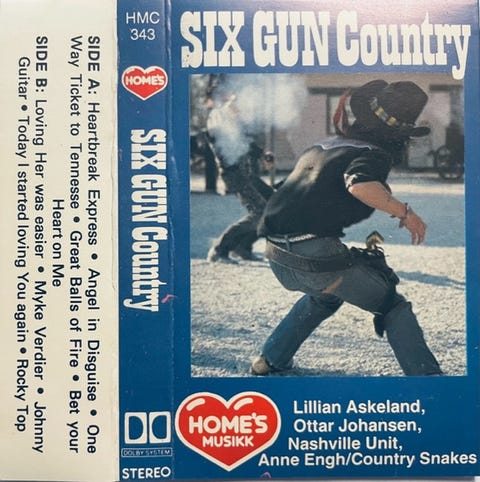 SIDE A: Heartbreak Express • Angel in Disguise • One
Way Ticket to Tennesse • Great Balls of Fire • Bet your
Heart on Me
SIDE B: Loving Her was easier • Myke Verdier • Johnny
Guitar • Today I started loving You again • Rocky Top
HMC
343
HOME'S
SIX GUN Country
DOLBY SYSTEM
STEREO
SIX GUN Country
HOME'S
MUSIKK
Lillian Askeland,
Ottar Johansen,
Nashville Unit,
Anne Engh/Country Snakes